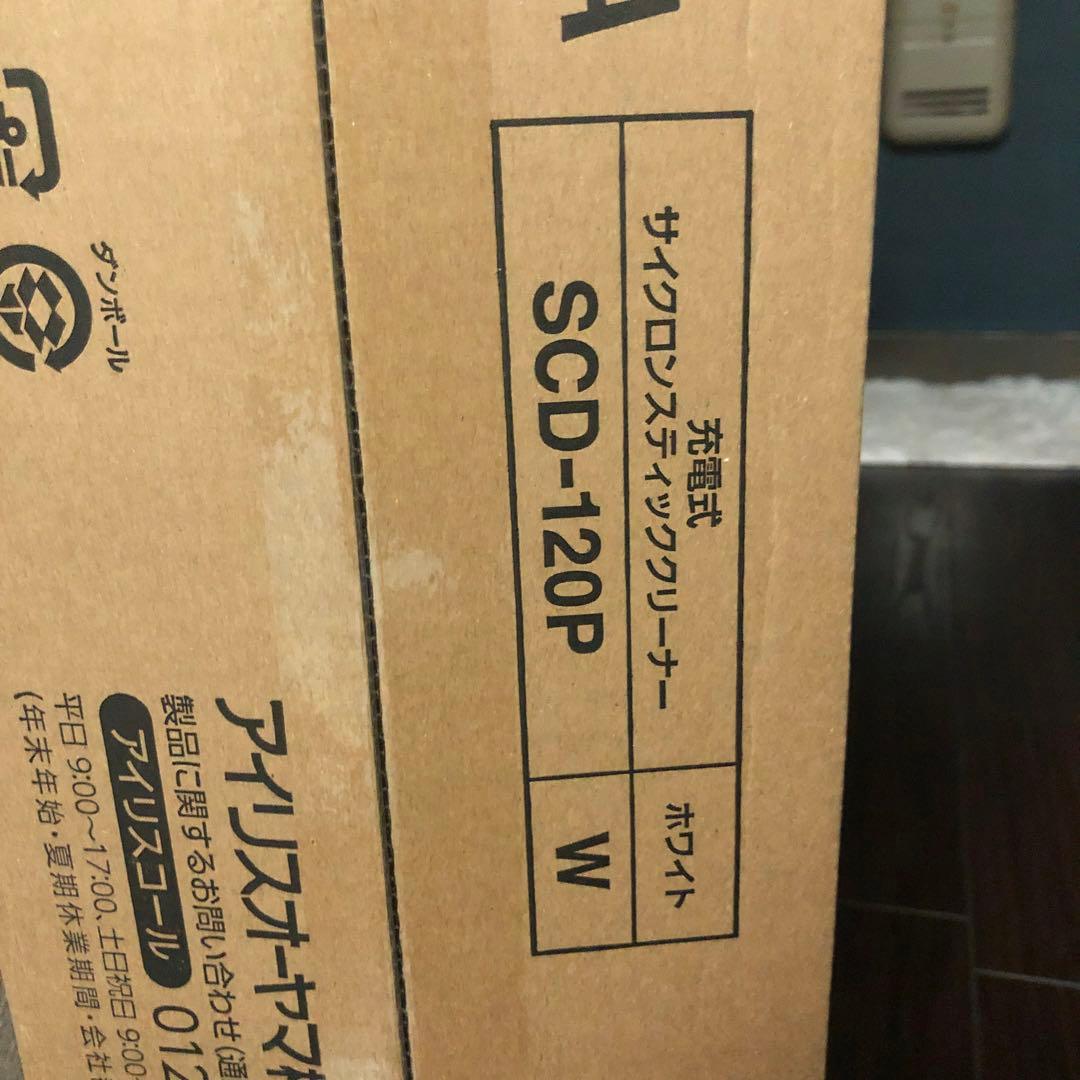 充電式
サイクロンスティッククリーナー
ホワイト
SCD-120P
W
ダンボール
アイリスオーヤマ
製品に関するお問い合わせ(通
アイリスコール 012
平日 9:00~17:00、土日祝日 9:00
(年末年始・夏期休業期間・会社